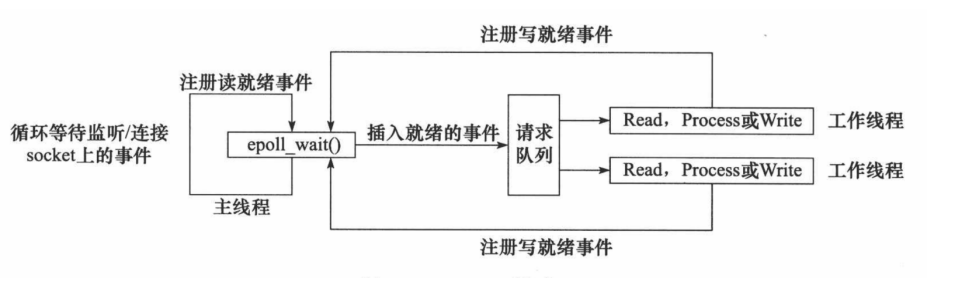 注册写就绪事件
注册读就绪事件
循环等待监听/连接
socket上的事件
epoll_wait()
插入就绪的事件
请求
队列
Read，Process或Write
工作线程
Read，Process或Write
工作线程
主线程
注册写就绪事件